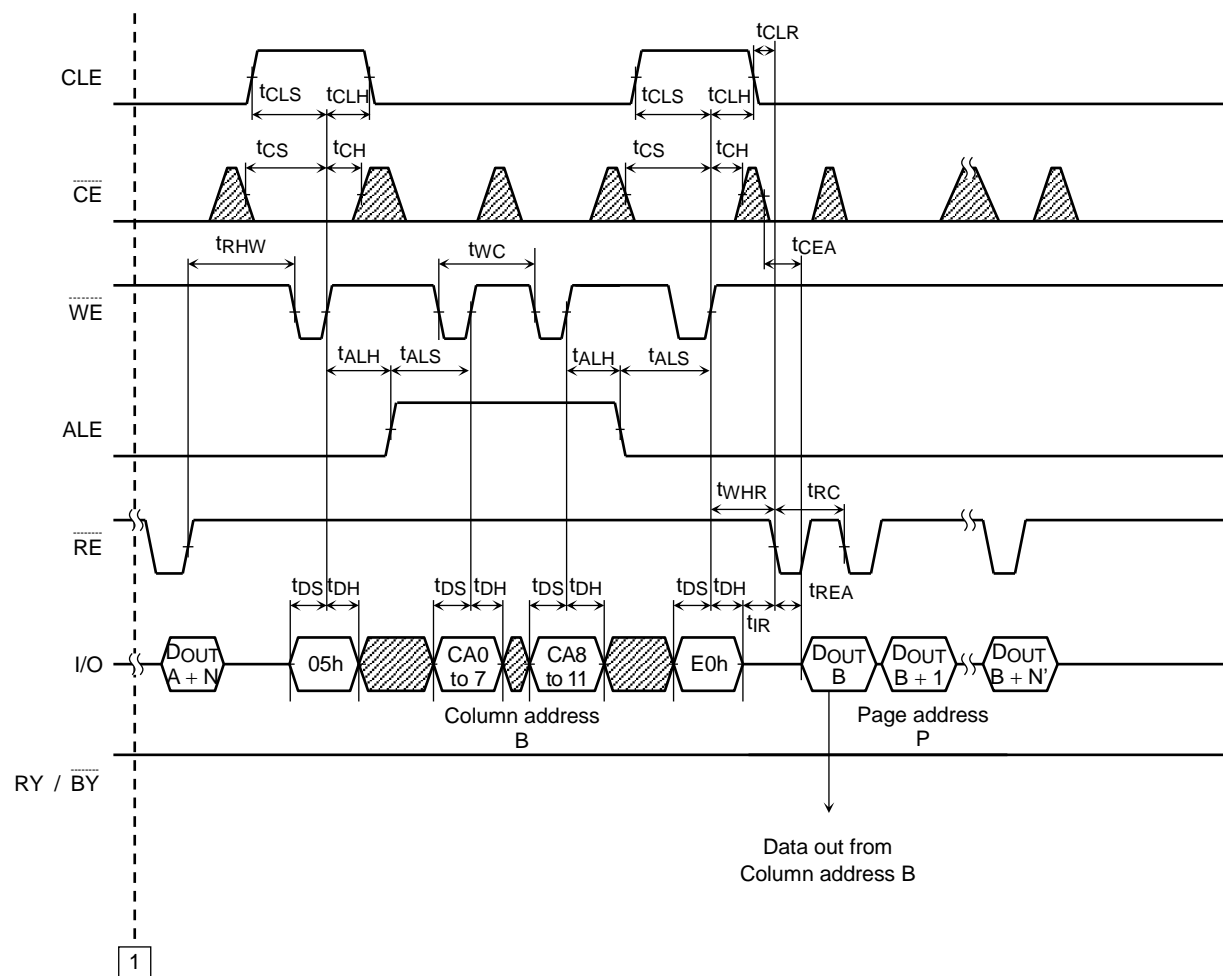 tCLR
CLE
tCLS tCLH tCLS tCLH
tCS tCH tCS tCH
CE
tCEA
tRHW tWC
WE
tALH tALS tALH tALS
ALE
tWHR tRC
RE
tDS tDH tDS tDH tDS tDH tDS tDH tREA
tIR
I/O
DOUT
A + N
05h
CA0
to 7
CA8
to 11
E0h
DOUT
B
DOUT
B + 1
DOUT
B + N'
Column address
B
Page address
P
RY / BY
Data out from
Column address B
1